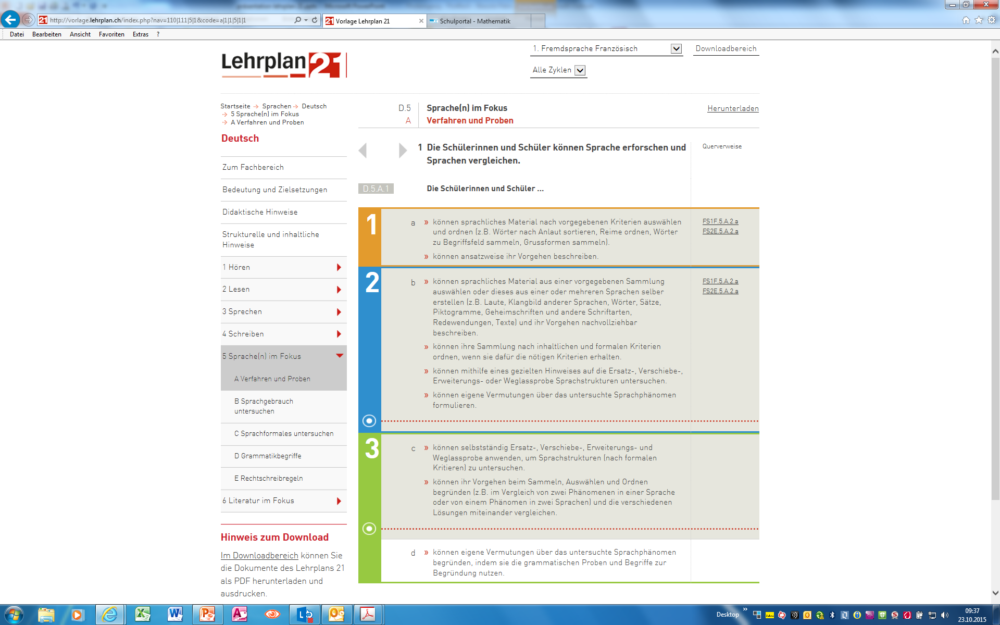 http://vorlage.lehrplan.ch/index.php?nav=110|111|5|1&code=a|1|1|5|1|1
Vorlage Lehrplan 21
Schulportal - Mathematik
Datei Bearbeiten Ansicht Favoriten Extras ?
Lehrplan 21
1. Fremdsprache Französisch
Downloadbereich
Alle Zyklen
Startseite Sprachen Deutsch
5 Sprache(n) im Fokus
A Verfahren und Proben
Deutsch
Zum Fachbereich
Bedeutung und Zielsetzungen
Didaktische Hinweise
Strukturelle und inhaltliche
Hinweise
1 Hören
2 Lesen
3 Sprechen
4 Schreiben
5 Sprache(n) im Fokus
A Verfahren und Proben
B Sprachgebrauch
untersuchen
C Sprachformales untersuchen
D Grammatikbegriffe
E Rechtschreibregeln
6 Literatur im Fokus
Hinweis zum Download
Im Downloadbereich können Sie
die Dokumente des Lehrplans 21
als PDF herunterladen und
ausdrucken.
D.5 Sprache(n) im Fokus
Herunterladen
A Verfahren und Proben
1 Die Schülerinnen und Schüler können Sprache erforschen und
Sprachen vergleichen.
Querverweise
D.5.A.1 Die Schülerinnen und Schüler ...
1
a » können sprachliches Material nach vorgegebenen Kriterien auswählen
und ordnen (z.B. Wörter nach Anlaut sortieren, Reime ordnen, Wörter
zu Begriffsfeld sammeln, Grussformen sammeln).
» können ansatzweise ihr Vorgehen beschreiben.
FS1F.5.A.2.a
FS2E.5.A.2.a
2
b » können sprachliches Material aus einer vorgegebenen Sammlung
auswählen oder dieses aus einer oder mehreren Sprachen selber
erstellen (z.B. Laute, Klangbild anderer Sprachen, Wörter, Sätze,
Piktogramme, Geheimschriften und andere Schriftarten,
Redewendungen, Texte) und ihr Vorgehen nachvollziehbar
beschreiben.
» können ihre Sammlung nach inhaltlichen und formalen Kriterien
ordnen, wenn sie dafür die nötigen Kriterien erhalten.
» können mithilfe eines gezielten Hinweises auf die Ersatz-, Verschiebe-,
Erweiterungs- oder Weglassprobe Sprachstrukturen untersuchen.
» können eigene Vermutungen über das untersuchte Sprachphänomen
formulieren.
FS1F.5.A.2.a
FS2E.5.A.2.a
3
c » können selbstständig Ersatz-, Verschiebe-, Erweiterungs- und
Weglassprobe anwenden, um Sprachstrukturen (nach formalen
Kritieren) zu untersuchen.
» können ihr Vorgehen beim Sammeln, Auswählen und Ordnen
begründen (z.B. im Vergleich von zwei Phänomenen in einer Sprache
oder von einem Phänomen in zwei Sprachen) und die verschiedenen
Lösungen miteinander vergleichen.
d » können eigene Vermutungen über das untersuchte Sprachphänomen
begründen, indem sie die grammatischen Proben und Begriffe zur
Begründung nutzen.
Desktop
09:37
23.10.2015